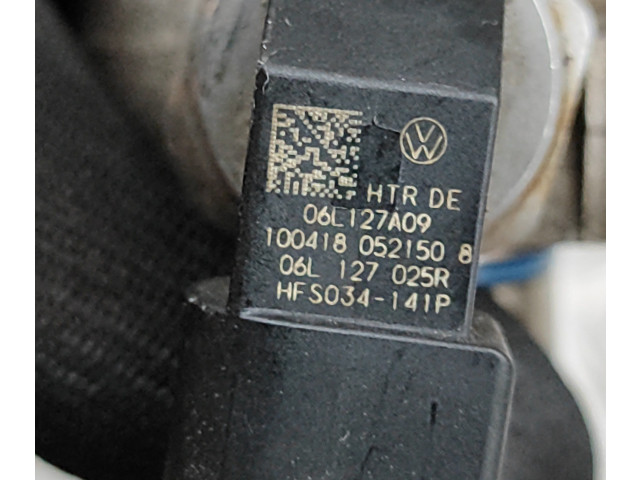 HTR DE
06L127A09
100418 052150 8
06L 127 025R
HFS034-141P